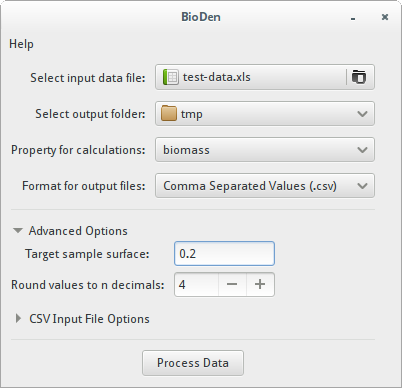 BioDen
Help
Select input data file: test-data.xls
Select output folder: tmp
Property for calculations: biomass
Format for output files: Comma Separated Values (.csv)
Advanced Options
Target sample surface: 0.2
Round values to n decimals: 4
CSV Input File Options
Process Data